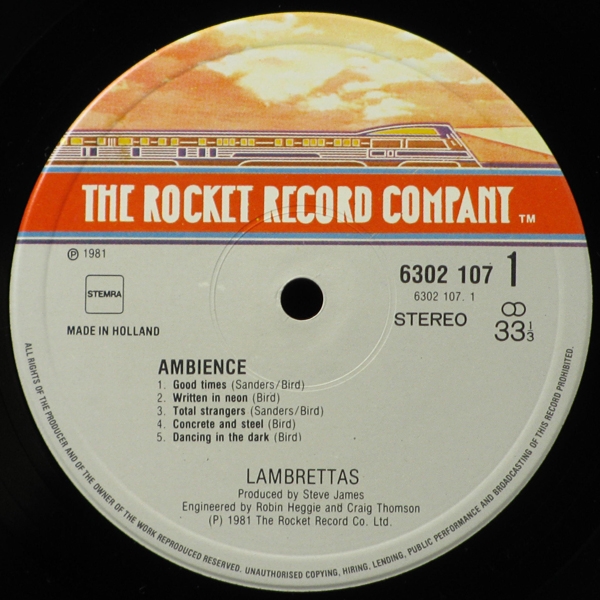 THE ROCKET RECORD COMPANY TM
℗ 1981
STEMRA
MADE IN HOLLAND
6302 107 1
6302 107. 1
STEREO
33 1/3
AMBIENCE
1. Good times (Sanders/Bird)
2. Written in neon (Bird)
3. Total strangers (Sanders/Bird)
4. Concrete and steel (Bird)
5. Dancing in the dark (Bird)
LAMBRETTAS
Produced by Steve James
Engineered by Robin Heggie and Craig Thomson
(P) 1981 The Rocket Record Co. Ltd.
ALL RIGHTS OF THE PRODUCER AND OF THE OWNER OF THE WORK REPRODUCED RESERVED. UNAUTHORISED COPYING, HIRING, LENDING, PUBLIC PERFORMANCE AND BROADCASTING OF THIS RECORD PROHIBITED.